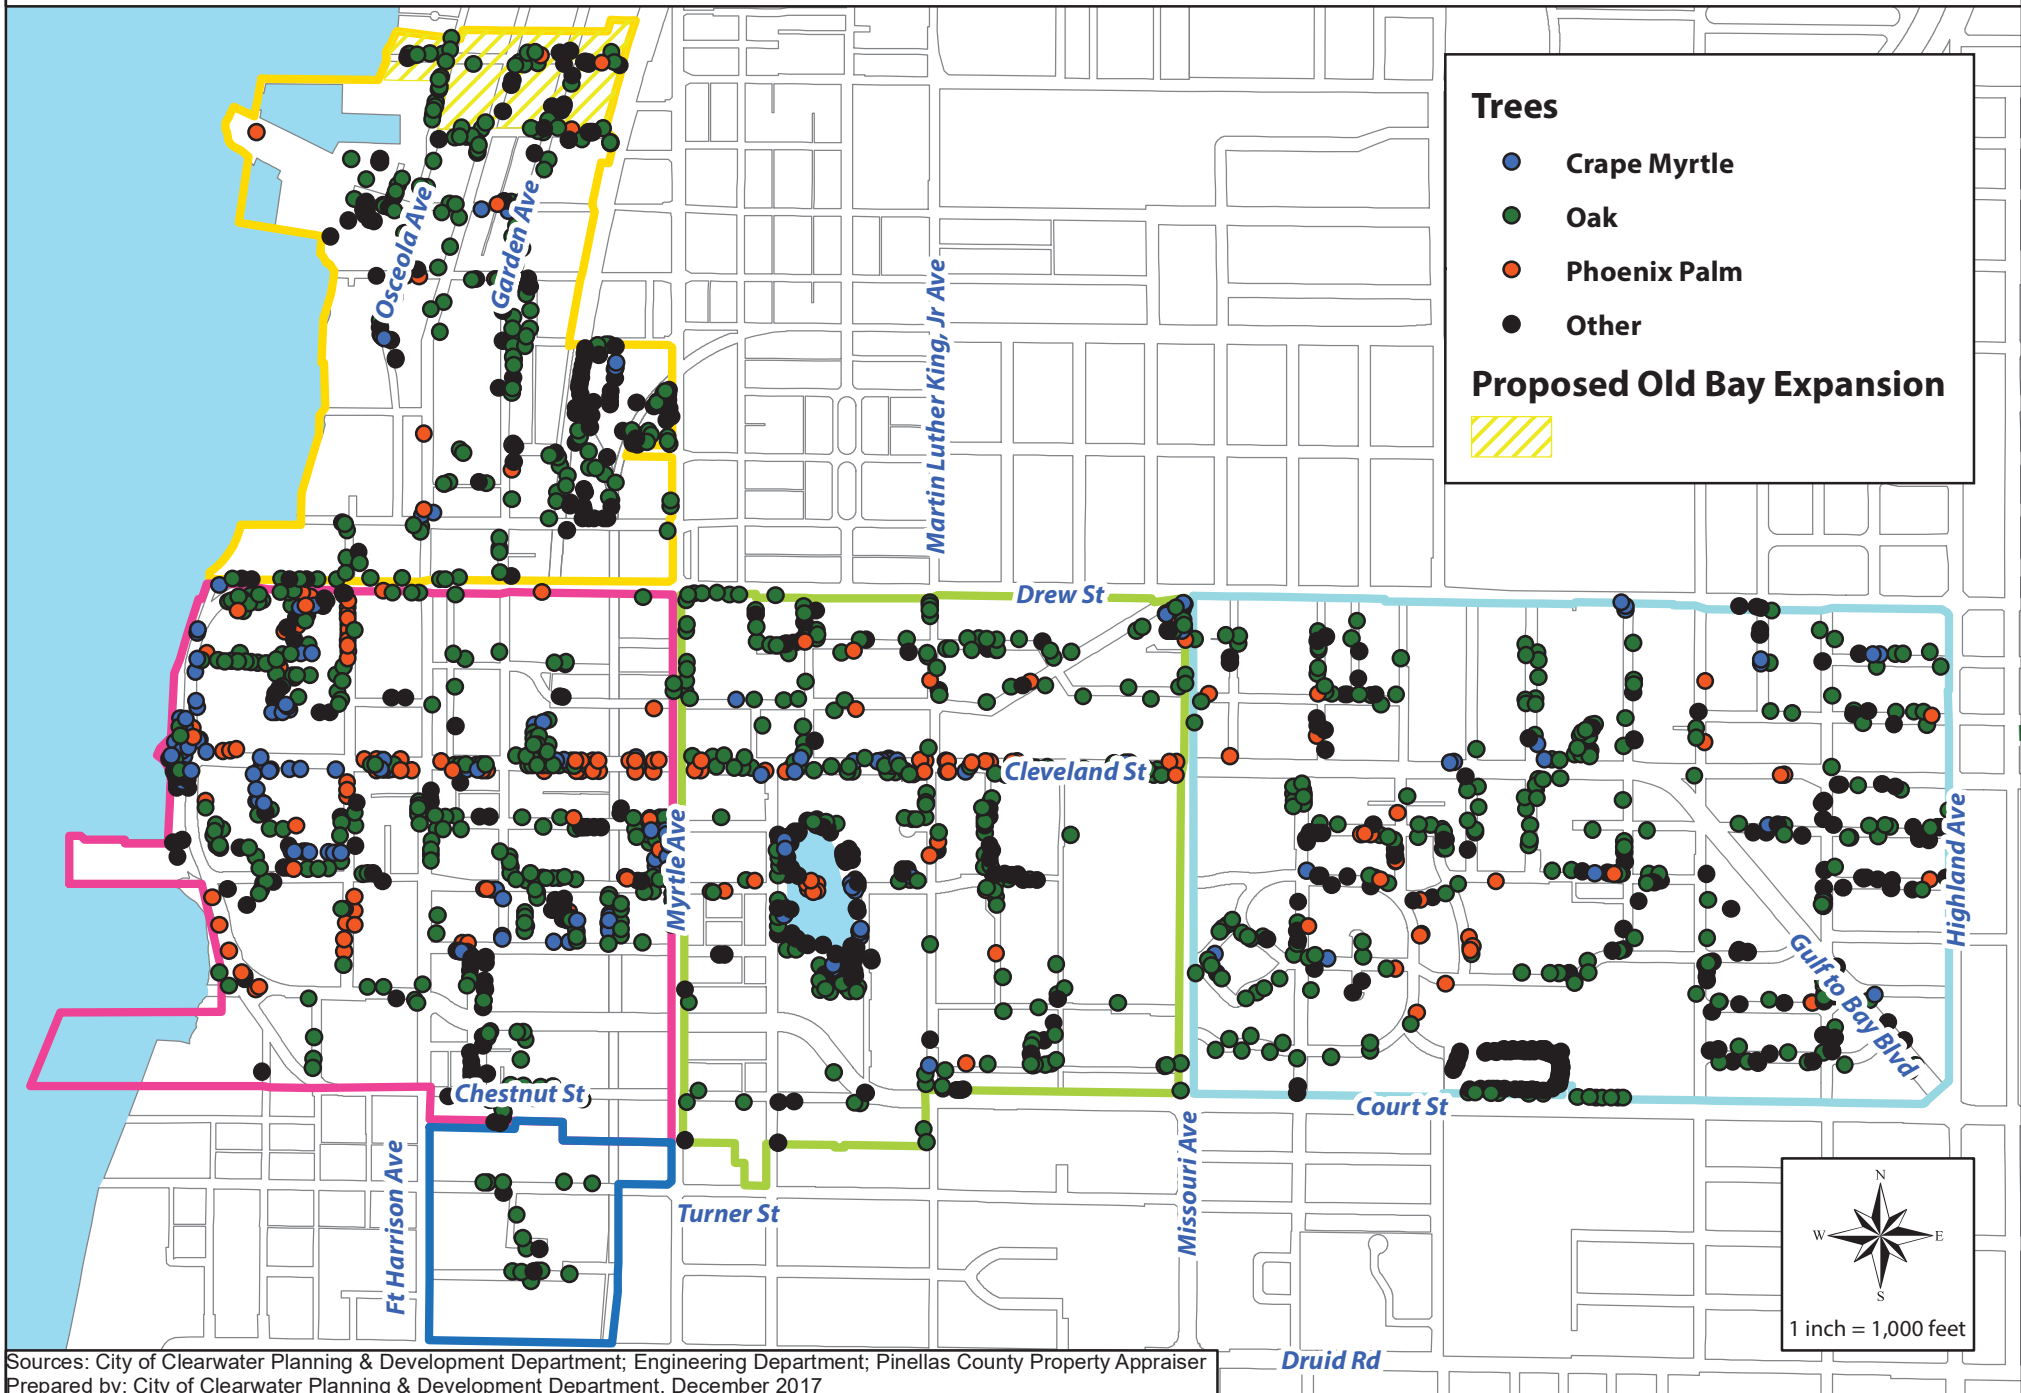 Trees
Crape Myrtle
Oak
Phoenix Palm
Other
Proposed Old Bay Expansion
Osceola Ave
Garden Ave
Martin Luther King, Jr Ave
Drew St
Cleveland St
Myrtle Ave
Highland Ave
Gulf to Bay Blvd
Chestnut St
Court St
Ft Harrison Ave
Missouri Ave
Turner St
Druid Rd
N
W
E
S
1 inch = 1,000 feet
Sources: City of Clearwater Planning & Development Department; Engineering Department; Pinellas County Property Appraiser
Prepared by: City of Clearwater Planning & Development Department, December 2017